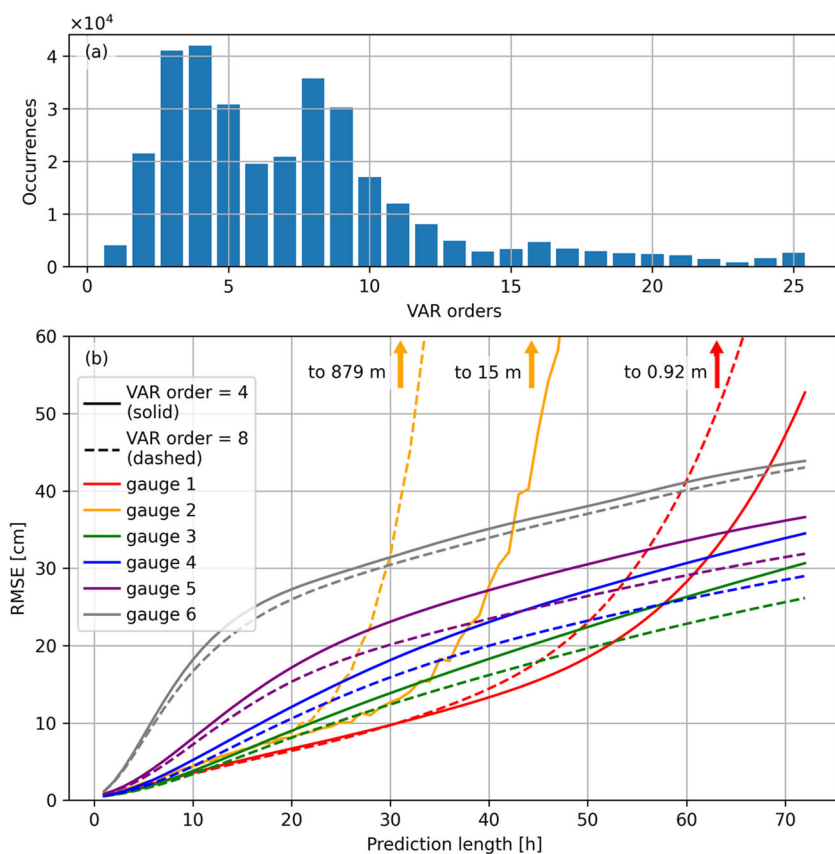 ×10⁴
(a)
4
3
2
1
0
Occurrences
0 5 10 15 20 25
VAR orders
60
50
40
30
20
10
0
RMSE [cm]
(b)
to 879 m
to 15 m
to 0.92 m
VAR order = 4
(solid)
VAR order = 8
(dashed)
gauge 1
gauge 2
gauge 3
gauge 4
gauge 5
gauge 6
0 10 20 30 40 50 60 70
Prediction length [h]